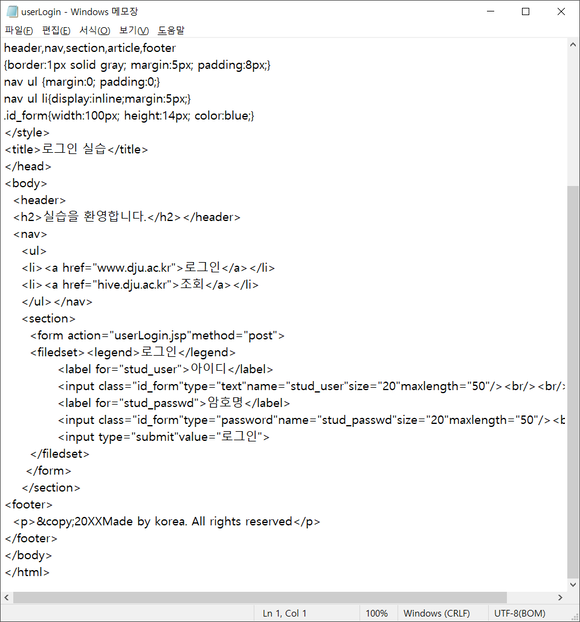 userLogin - Windows 메모장
파일(F) 편집(E) 서식(O) 보기(V) 도움말
header,nav,section,article,footer
{border:1px solid gray; margin:5px; padding:8px;}
nav ul {margin:0; padding:0;}
nav ul li{display:inline;margin:5px;}
.id_form{width:100px; height:14px; color:blue;}
</style>
<title>로그인 실습</title>
</head>
<body>
<header>
<h2>실습을 환영합니다.</h2></header>
<nav>
<ul>
<li><a href="www.dju.ac.kr">로그인</a></li>
<li><a href="hive.dju.ac.kr">조회</a></li>
</ul></nav>
<section>
<form action="userLogin.jsp"method="post">
<filedset><legend>로그인</legend>
<label for="stud_user">아이디</label>
<input class="id_form"type="text"name="stud_user"size="20"maxlength="50"/><br/><br/>
<label for="stud_passwd">암호명</label>
<input class="id_form"type="password"name="stud_passwd"size="20"maxlength="50"/><b
<input type="submit"value="로그인">
</filedset>
</form>
</section>
<footer>
<p>&copy;20XXMade by korea. All rights reserved</p>
</footer>
</body>
</html>
Ln 1, Col 1 100% Windows (CRLF) UTF-8(BOM)